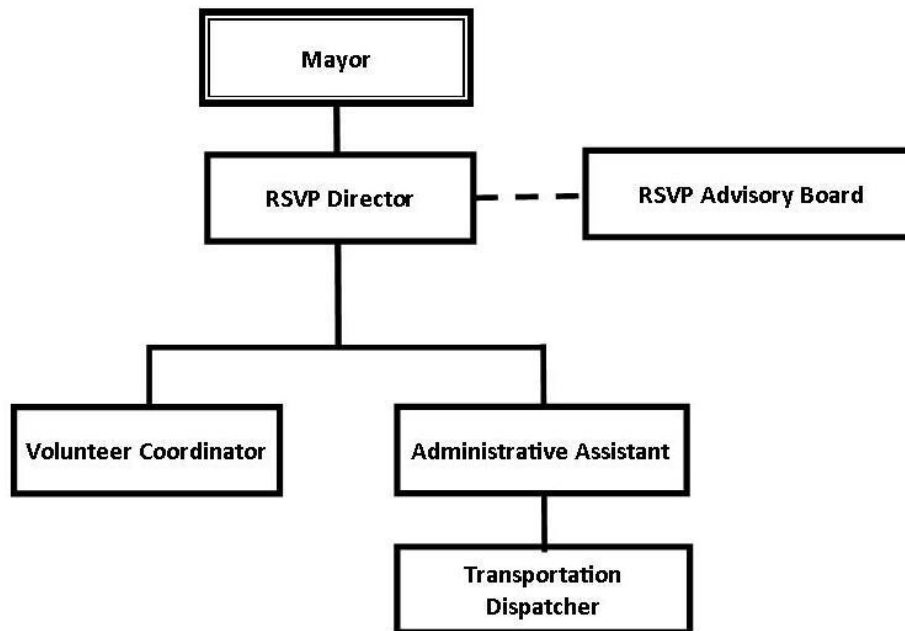 Mayor
RSVP Director
RSVP Advisory Board
Volunteer Coordinator
Administrative Assistant
Transportation
Dispatcher